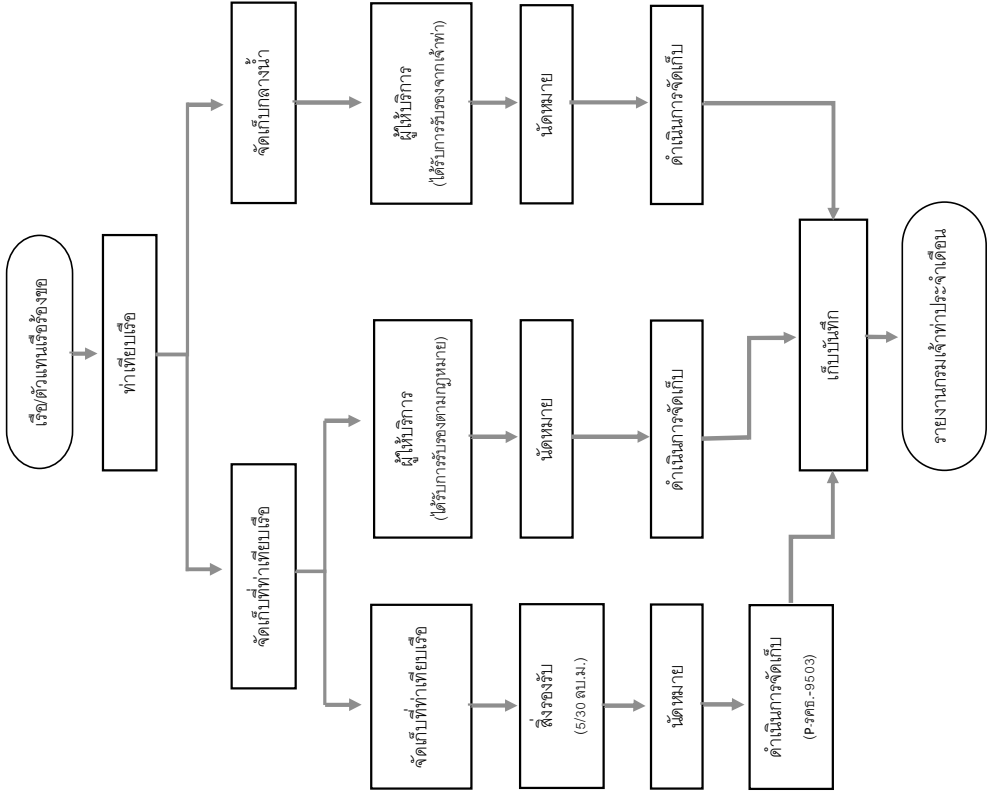 เรือ/ตัวแทนเรือร้องขอ
ท่าเทียบเรือ
จัดเก็บที่ท่าเทียบเรือ
จัดเก็บกลางน้ำ
จัดเก็บที่ท่าเทียบเรือ
สิ่งรองรับ
(5/30 ลบ.ม.)
นัดหมาย
ดำเนินการจัดเก็บ
(P-รคธ.-9503)
ผู้ให้บริการ
(ได้รับการรับรองตามกฎหมาย)
นัดหมาย
ดำเนินการจัดเก็บ
ผู้ให้บริการ
(ได้รับการรับรองจากเจ้าท่า)
นัดหมาย
ดำเนินการจัดเก็บ
เก็บบันทึก
รายงานกรมเจ้าท่าประจำเดือน